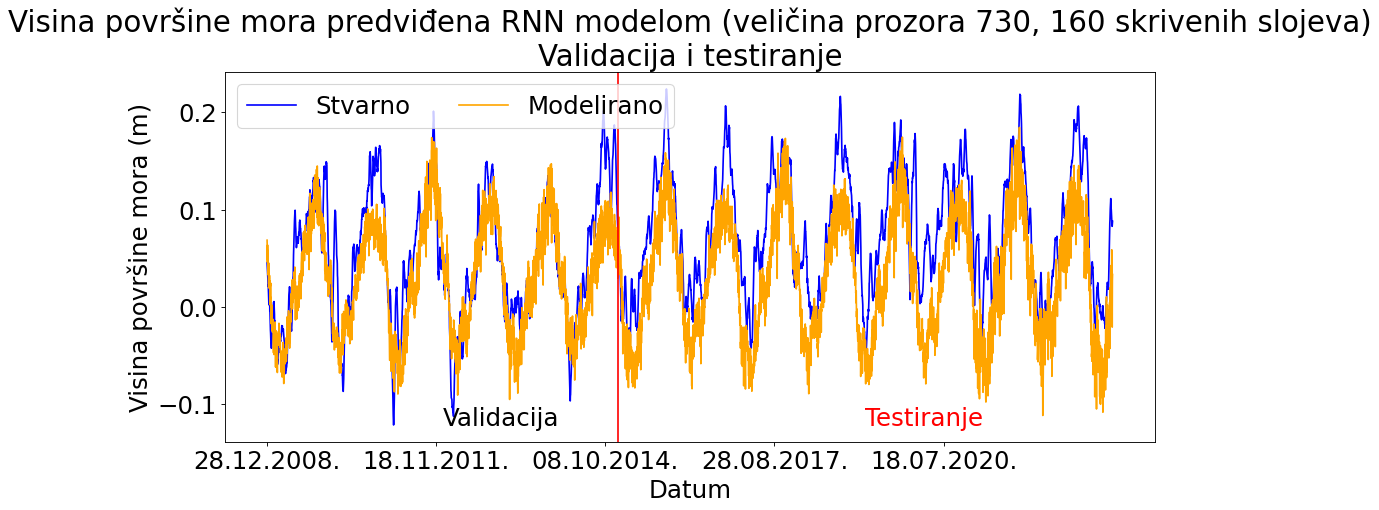 Visina površine mora predviđena RNN modelom (veličina prozora 730, 160 skrivenih slojeva)
Validacija i testiranje
Stvarno
Modelirano
Visina površine mora (m)
0.2
0.1
0.0
−0.1
Validacija
Testiranje
28.12.2008.
18.11.2011.
08.10.2014.
28.08.2017.
18.07.2020.
Datum